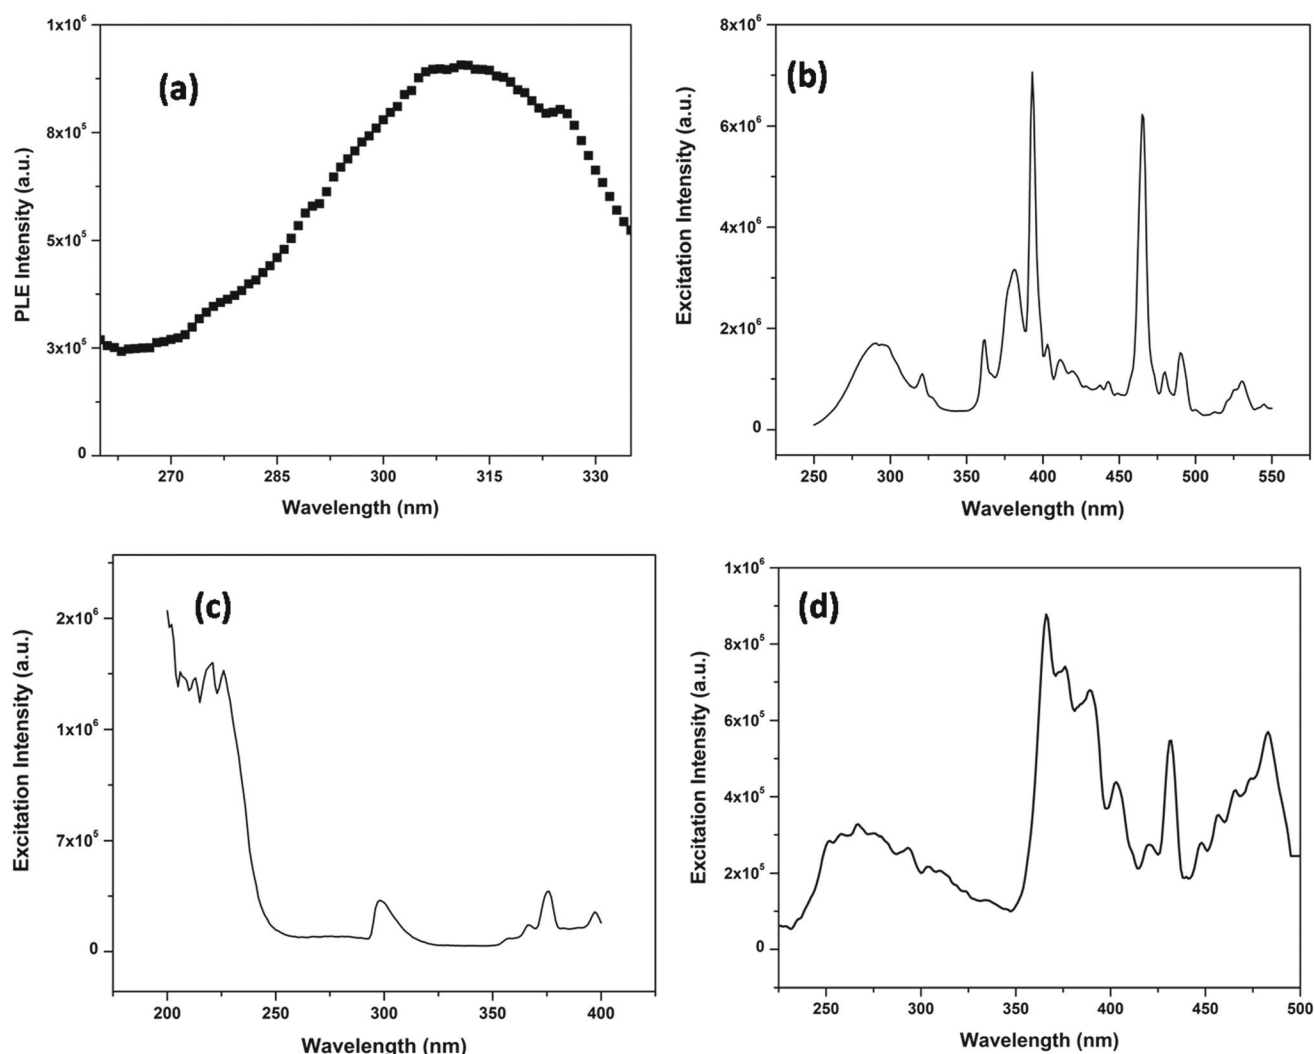 (a)
1x10⁶
8x10⁵
5x10⁵
3x10⁵
0
PLE Intensity (a.u.)
270 285 300 315 330
Wavelength (nm)
(b)
8x10⁶
6x10⁶
4x10⁶
2x10⁶
0
Excitation Intensity (a.u.)
250 300 350 400 450 500 550
Wavelength (nm)
(c)
2x10⁶
1x10⁶
7x10⁵
0
Excitation Intensity (a.u.)
200 250 300 350 400
Wavelength (nm)
(d)
1x10⁶
8x10⁵
6x10⁵
4x10⁵
2x10⁵
0
Excitation Intensity (a.u.)
250 300 350 400 450 500
Wavelength (nm)